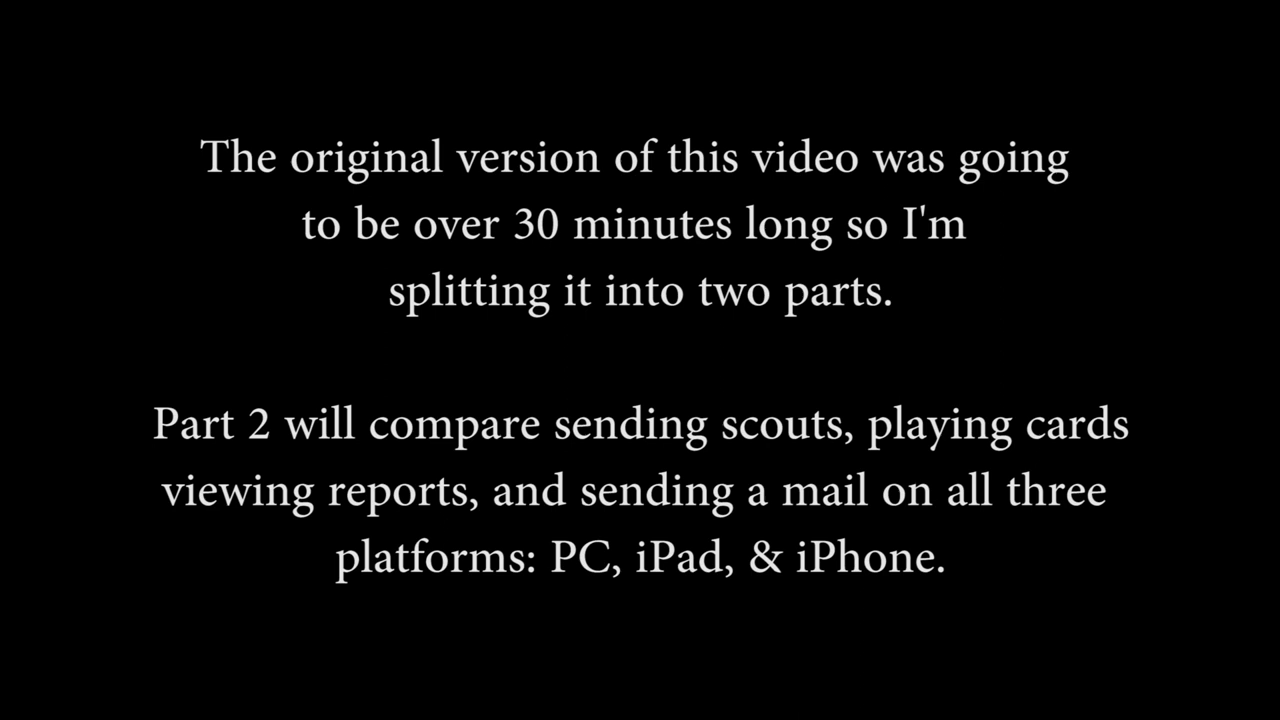 The original version of this video was going
to be over 30 minutes long so I'm
splitting it into two parts.
Part 2 will compare sending scouts, playing cards
viewing reports, and sending a mail on all three
platforms: PC, iPad, & iPhone.